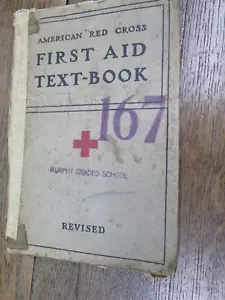 AMERICAN RED CROSS
FIRST AID
TEXT-BOOK
167
MURPHY GRADED SCHOOL
REVISED